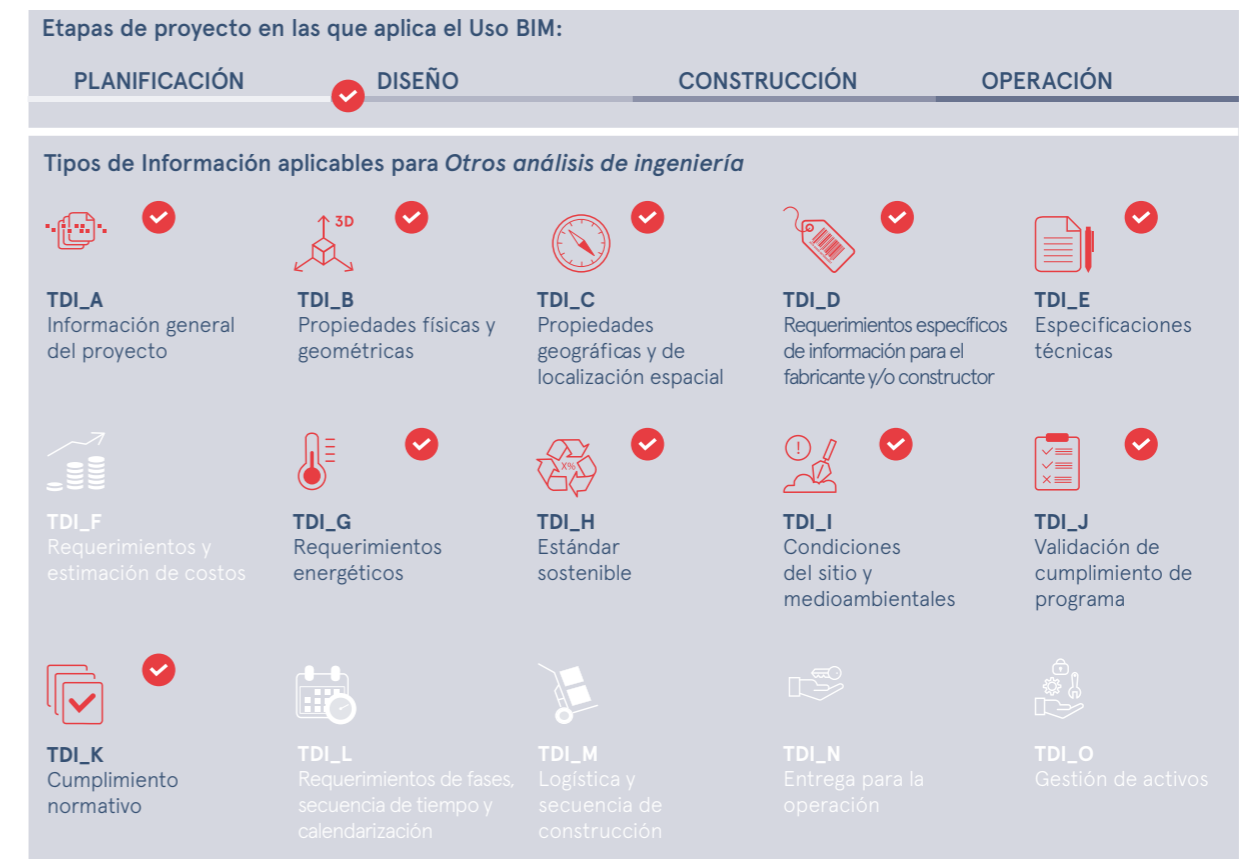 Etapas de proyecto en las que aplica el Uso BIM:
PLANIFICACIÓN DISEÑO CONSTRUCCIÓN OPERACIÓN
Tipos de Información aplicables para Otros análisis de ingeniería
3D
TDI_A
Información general
del proyecto
TDI_B
Propiedades físicas y
geométricas
TDI_C
Propiedades
geográficas y de
localización espacial
TDI_D
Requerimientos específicos
de información para el
fabricante y/o constructor
TDI_E
Especificaciones
técnicas
TDI_F
Requerimientos y
estimación de costos
TDI_G
Requerimientos
energéticos
X%
TDI_H
Estándar
sostenible
TDI_I
Condiciones
del sitio y
medioambientales
TDI_J
Validación de
cumplimiento de
programa
TDI_K
Cumplimiento
normativo
TDI_L
Requerimientos de fases,
secuencia de tiempo y
calendarización
TDI_M
Logística y
secuencia de
construcción
TDI_N
Entrega para la
operación
TDI_O
Gestión de activos